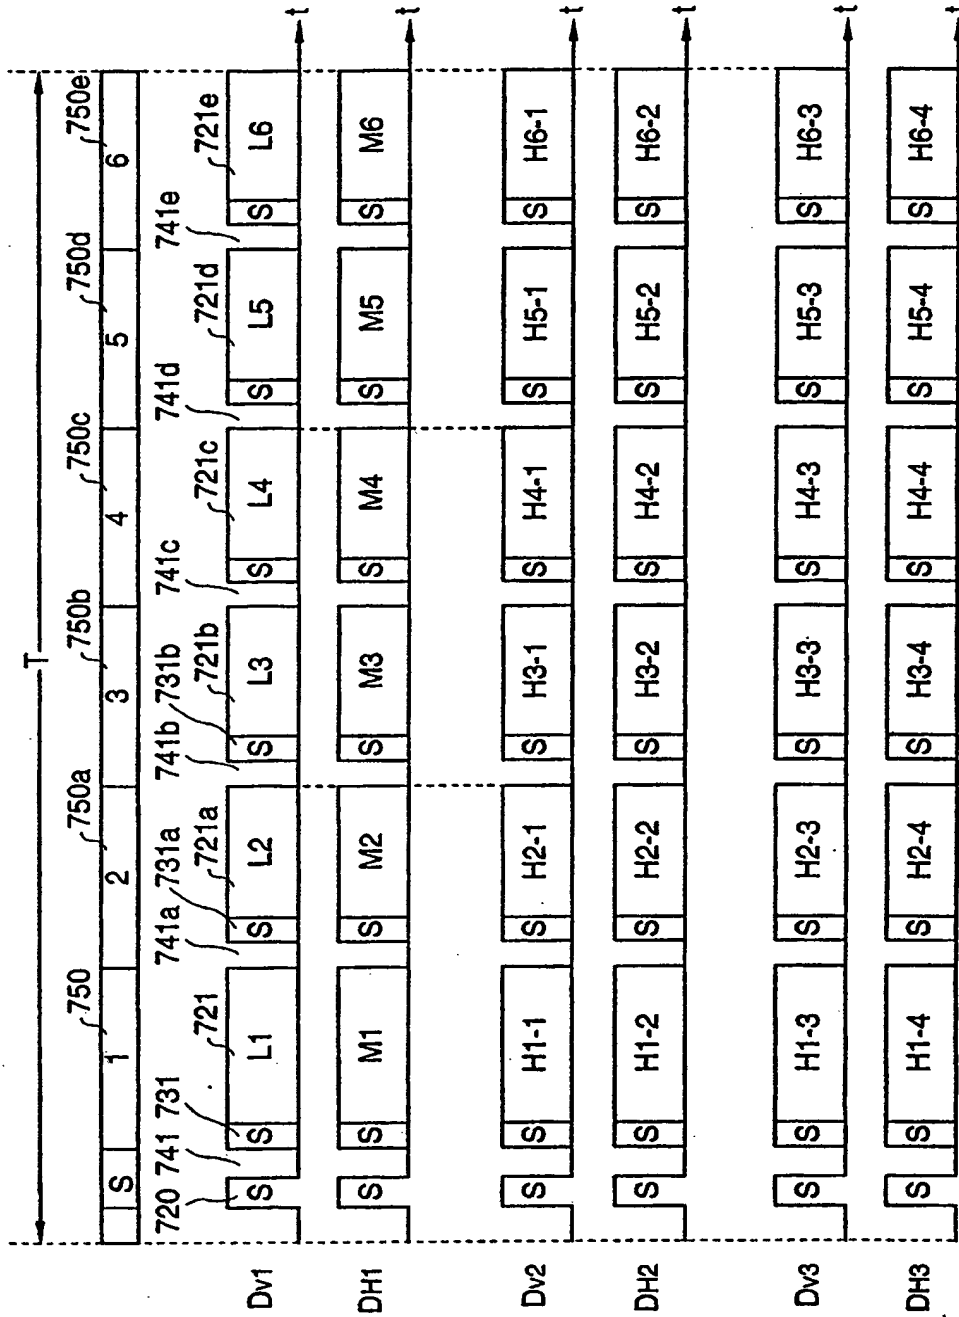 T
750 750a 750b 750c 750d 750e
S 1 2 3 4 5 6
720 741 731 721 741a 731a 721a 741b 731b 721b 741c 721c 741d 721d 741e 721e
Dv1 S S L1 S L2 S L3 S L4 S L5 S L6 t
DH1 S S M1 S M2 S M3 S M4 S M5 S M6 t
Dv2 S S H1-1 S H2-1 S H3-1 S H4-1 S H5-1 S H6-1 t
DH2 S S H1-2 S H2-2 S H3-2 S H4-2 S H5-2 S H6-2 t
Dv3 S S H1-3 S H2-3 S H3-3 S H4-3 S H5-3 S H6-3 t
DH3 S S H1-4 S H2-4 S H3-4 S H4-4 S H5-4 S H6-4 t